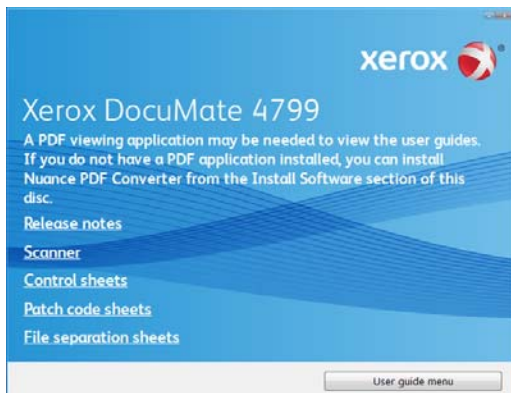 xerox
Xerox DocuMate 4799
A PDF viewing application may be needed to view the user guides.
If you do not have a PDF application installed, you can install
Nuance PDF Converter from the Install Software section of this
disc.
Release notes
Scanner
Control sheets
Patch code sheets
File separation sheets
User guide menu